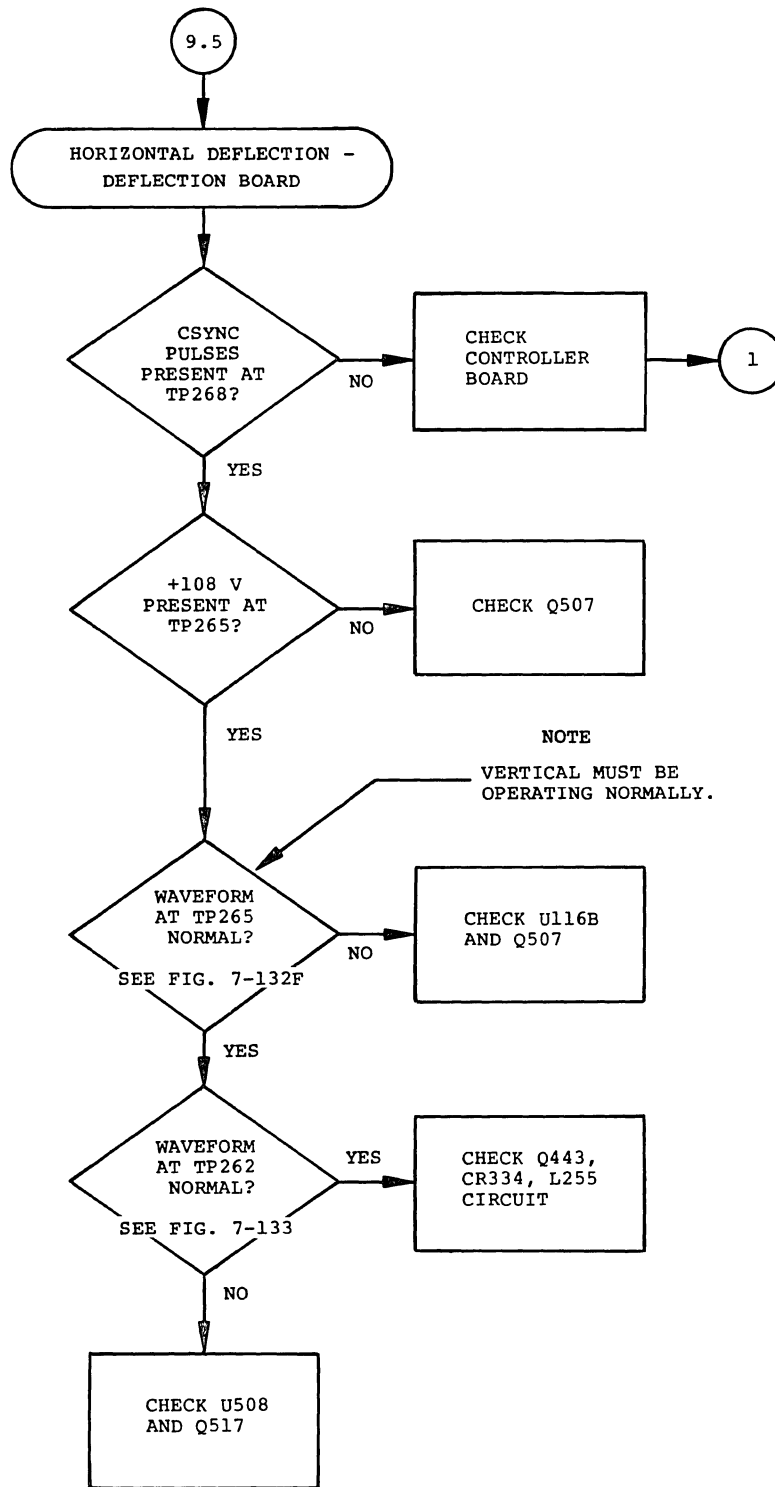 9.5
HORIZONTAL DEFLECTION -
DEFLECTION BOARD
CSYNC
PULSES
PRESENT AT
TP268?
NO
CHECK
CONTROLLER
BOARD
1
YES
+108 V
PRESENT AT
TP265?
NO
CHECK Q507
YES
NOTE
VERTICAL MUST BE
OPERATING NORMALLY.
WAVEFORM
AT TP265
NORMAL?
SEE FIG. 7-132F
NO
CHECK U116B
AND Q507
YES
WAVEFORM
AT TP262
NORMAL?
SEE FIG. 7-133
YES
CHECK Q443,
CR334, L255
CIRCUIT
NO
CHECK U508
AND Q517